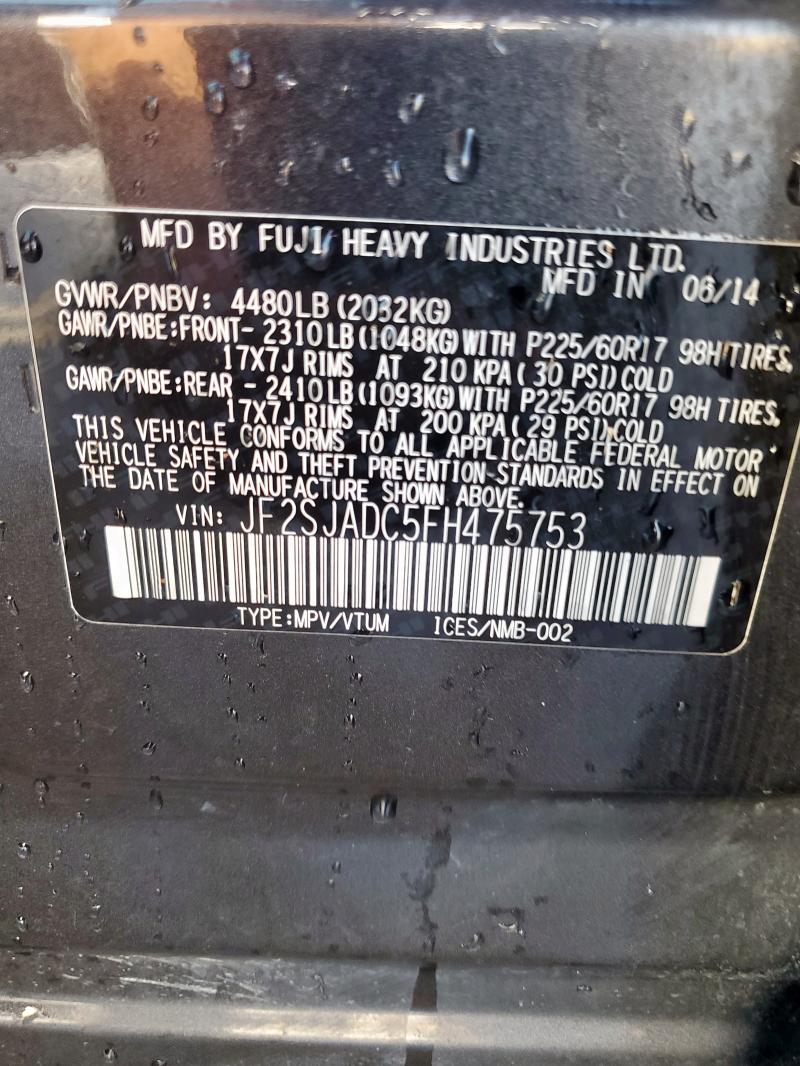 MFD BY FUJI HEAVY INDUSTRIES LTD.
MFD IN 06/14
GVWR/PNBV: 4480LB(2032KG)
GAWR/PNBE:FRONT- 2310LB(1048KG)WITH P225/60R17 98H TIRES,
17X7J RIMS AT 210 KPA( 30 PSI)COLD
GAWR/PNBE:REAR - 2410LB(1093KG)WITH P225/60R17 98H TIRES,
17X7J RIMS AT 200 KPA( 29 PSI)COLD
THIS VEHICLE CONFORMS TO ALL APPLICABLE FEDERAL MOTOR
VEHICLE SAFETY AND THEFT PREVENTION-STANDARDS IN EFFECT ON
THE DATE OF MANUFACTURE SHOWN ABOVE.
VIN: JF2SJADC5FH475753
TYPE:MPV/VTUM ICES/NMB-002